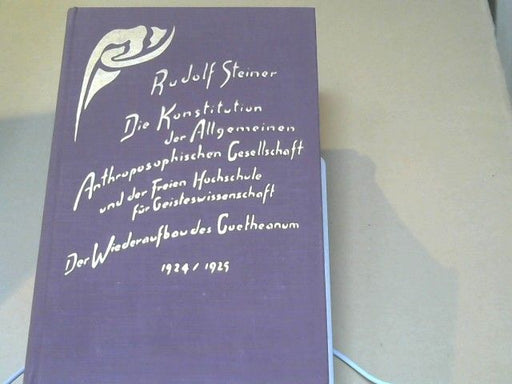 Rudolf Steiner
Die Konstitution
der Allgemeinen
Anthroposophischen Gesellschaft
und der Freien Hochschule
für Geisteswissenschaft
Der Wiederaufbau des Goetheanum
1924/1925